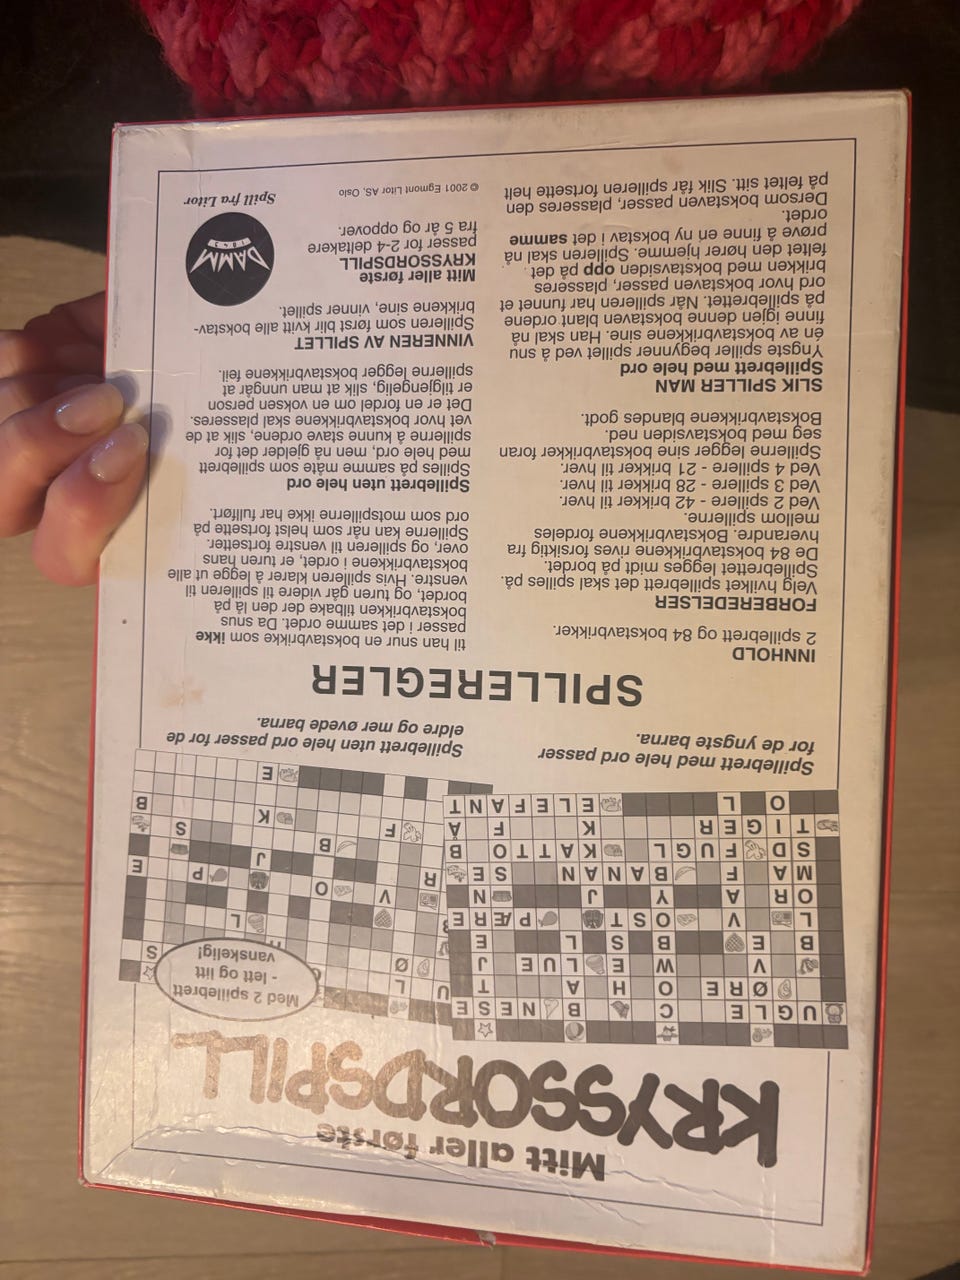 Mitt aller første
KRYSSORDSPILL
Med 2 spillebrett
- lett og litt
vanskelig!
UGLE C B NESE
ØRE O H A T
V W E LUE J
B E B S L E
L V OST PÆRE
O R A Y J N
M A F BANAN SE
S D FUGL KATT TO B
TIGER K F Å
O L ELEFANT
U L
Ø S
L
R V O P E
J
F B S
K B
E
Spillebrett med hele ord passer
for de yngste barna.
Spillebrett uten hele ord passer for de
eldre og mer øvede barna.
SPILLEREGLER
INNHOLD
2 spillebrett og 84 bokstavbrikker.
FORBEREDELSER
Velg hvilket spillebrett det skal spilles på.
Spillebrettet legges midt på bordet.
De 84 bokstavbrikkene rives forsiktig fra
hverandre. Bokstavbrikkene fordeles
mellom spillerne.
Ved 2 spillere - 42 brikker til hver.
Ved 3 spillere - 28 brikker til hver.
Ved 4 spillere - 21 brikker til hver.
Spillerne legger sine bokstavbrikker foran
seg med bokstavsiden ned.
Bokstavbrikkene blandes godt.
SLIK SPILLER MAN
Spillebrett med hele ord
Yngste spiller begynner spillet ved å snu
én av bokstavbrikkene sine. Han skal nå
finne igjen denne bokstaven blant ordene
på spillebrettet. Når spilleren har funnet et
ord hvor bokstaven passer, plasseres
brikken med bokstavsiden opp på det
feltet den hører hjemme. Spilleren skal nå
prøve å finne en ny bokstav i det samme
ordet.
Dersom bokstaven passer, plasseres den
på feltet sitt. Slik får spilleren fortsette helt
til han snur en bokstavbrikke som ikke
passer i det samme ordet. Da snus
bokstavbrikken tilbake der den lå på
bordet, og turen går videre til spilleren til
venstre. Hvis spilleren klarer å legge ut alle
bokstavbrikkene i ordet, er turen hans
over, og spilleren til venstre fortsetter.
Spillerne kan når som helst fortsette på
ord som motspillerne ikke har fullført.
Spillebrett uten hele ord
Spilles på samme måte som spillebrett
med hele ord, men nå gjelder det for
spillerne å kunne stave ordene, slik at de
vet hvor bokstavbrikkene skal plasseres.
Det er en fordel om en voksen person
er tilgjengelig, slik at man unngår at
spillerne legger bokstavbrikkene feil.
VINNEREN AV SPILLET
Spilleren som først blir kvitt alle bokstav-
brikkene sine, vinner spillet.
Mitt aller første
KRYSSORDSPILL
passer for 2-4 deltakere
fra 5 år og oppover.
© 2001 Egmont Litor AS, Oslo
DAMM
1843
Spill fra Litor